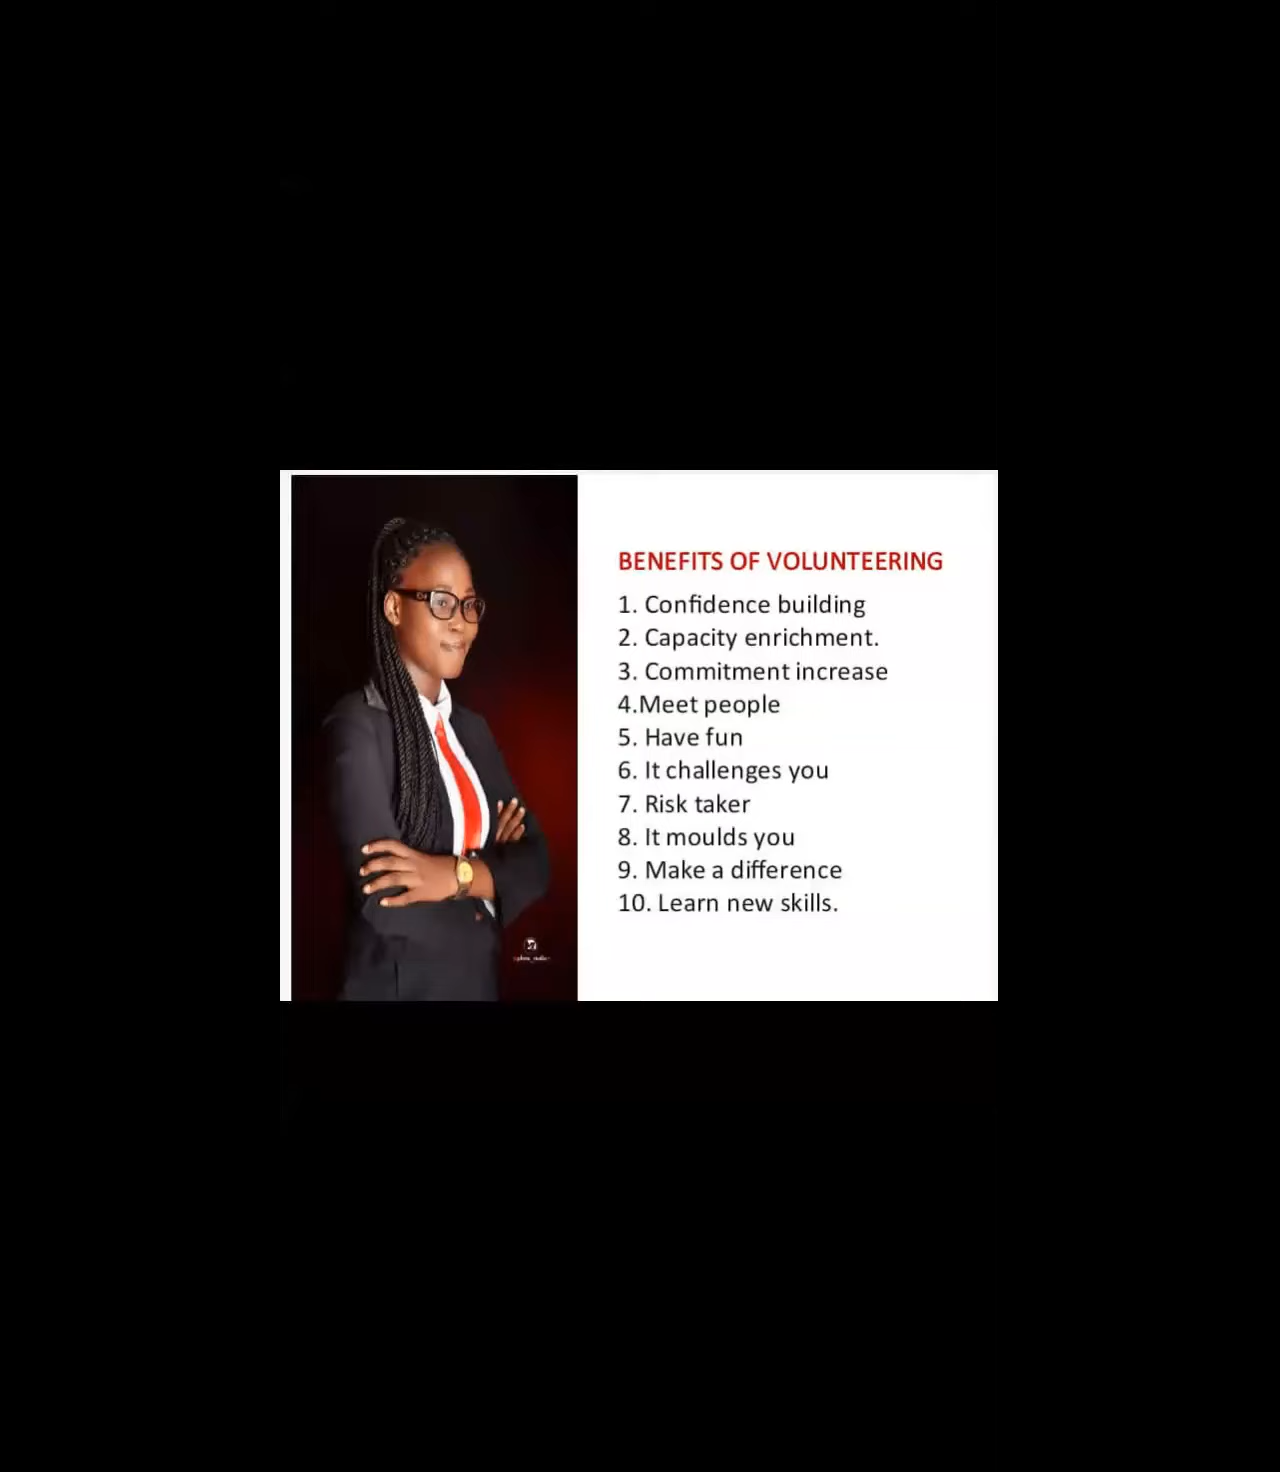 BENEFITS OF VOLUNTEERING
1. Confidence building
2. Capacity enrichment.
3. Commitment increase
4.Meet people
5. Have fun
6. It challenges you
7. Risk taker
8. It moulds you
9. Make a difference
10. Learn new skills.